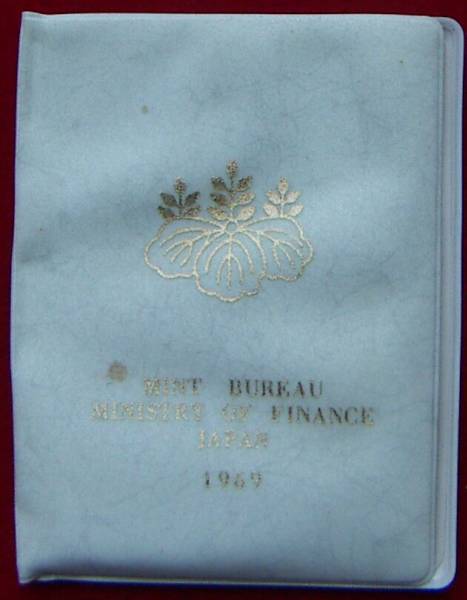 MINT BUREAU
MINISTRY OF FINANCE
JAPAN
1969